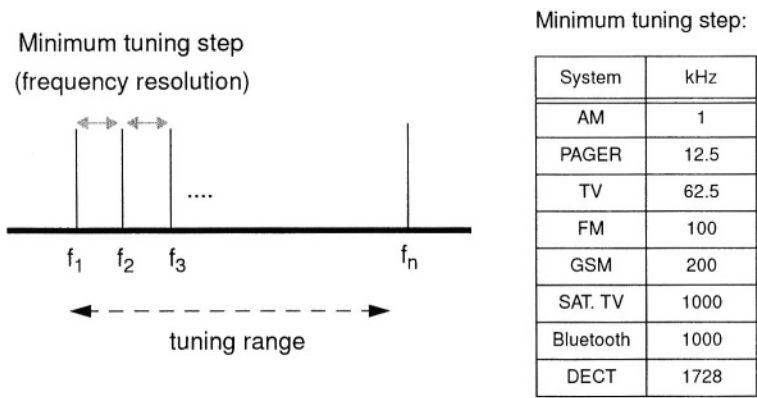 Minimum tuning step
(frequency resolution)
....
f1 f2 f3 fn
tuning range
Minimum tuning step:
System kHz
AM 1
PAGER 12.5
TV 62.5
FM 100
GSM 200
SAT. TV 1000
Bluetooth 1000
DECT 1728